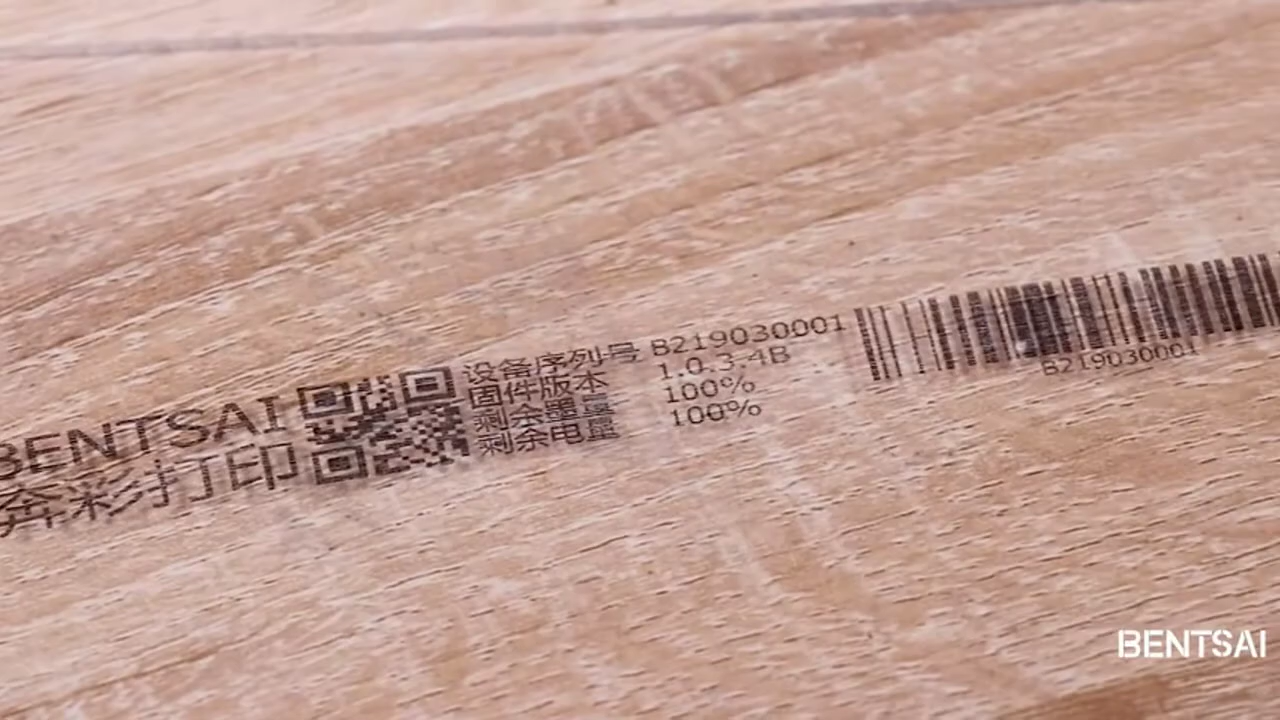 BENTSAI
奔彩打印
设备序列号 B219030001
固件版本 1.0.3.4B
剩余墨量 100%
剩余电量 100%
B219030001
BENTSAI